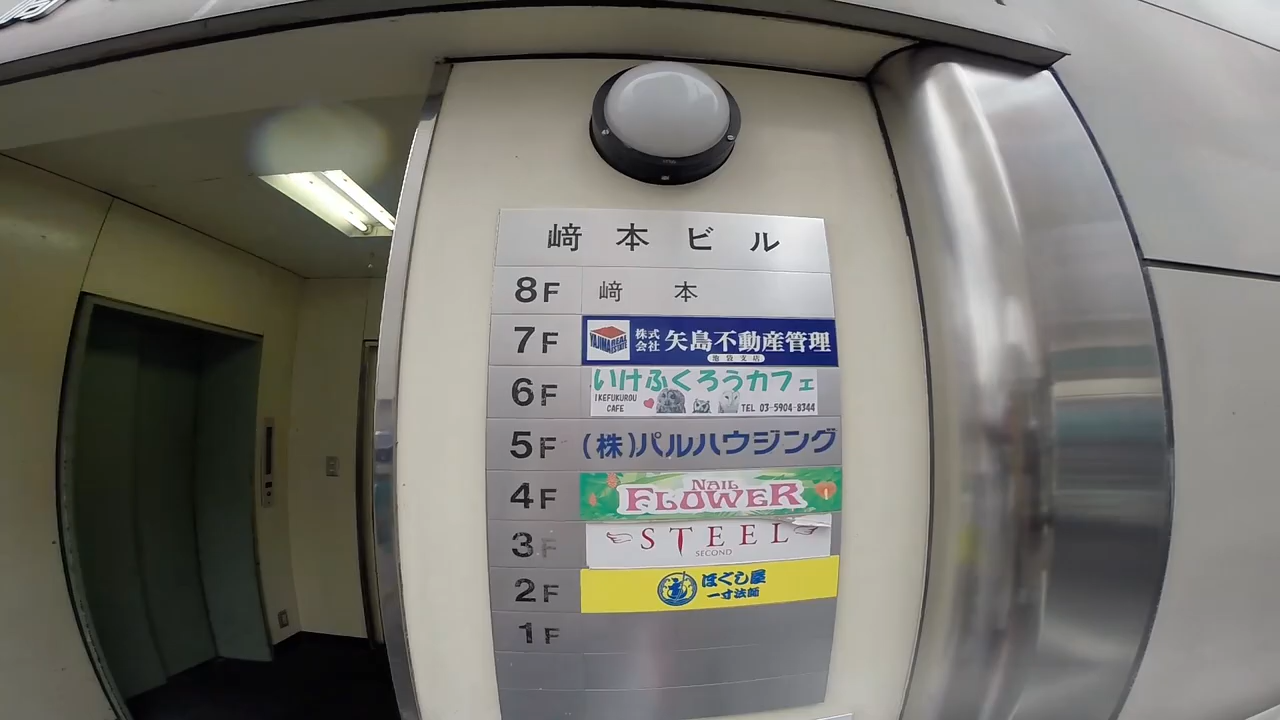 﨑本ビル
8F 﨑本
7F 株式会社 矢島不動産管理
池袋支店
6F いけふくろうカフェ
IKEFUKUROU CAFE TEL 03-5904-8344
5F (株)パルハウジング
4F NAIL FLOWER
3F STEEL
SECOND
2F ほぐし屋
一寸法師
1F